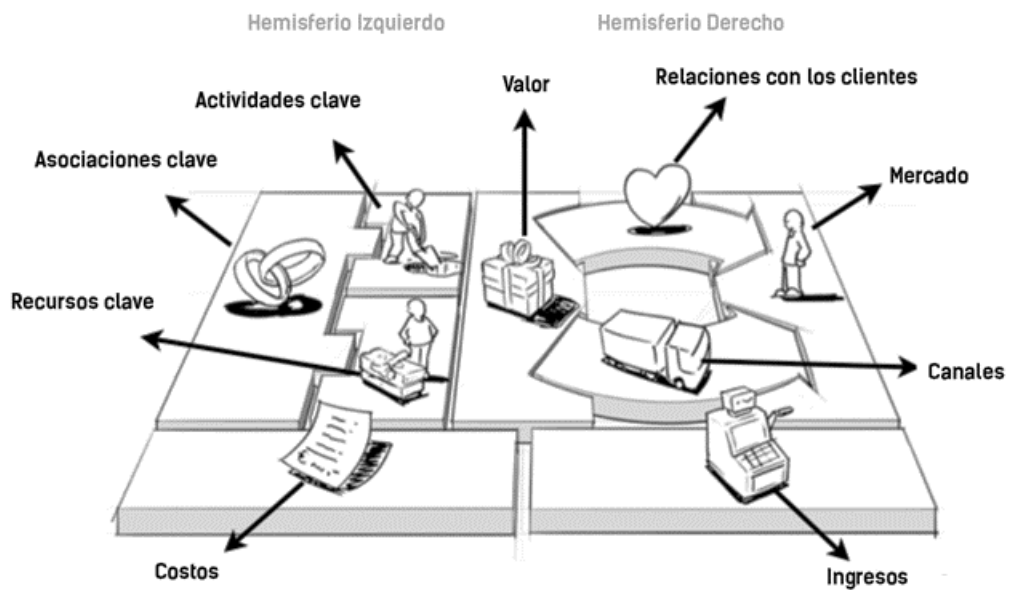 Hemisferio Izquierdo
Hemisferio Derecho
Relaciones con los clientes
Valor
Actividades clave
Asociaciones clave
Mercado
Recursos clave
Canales
Costos
Ingresos